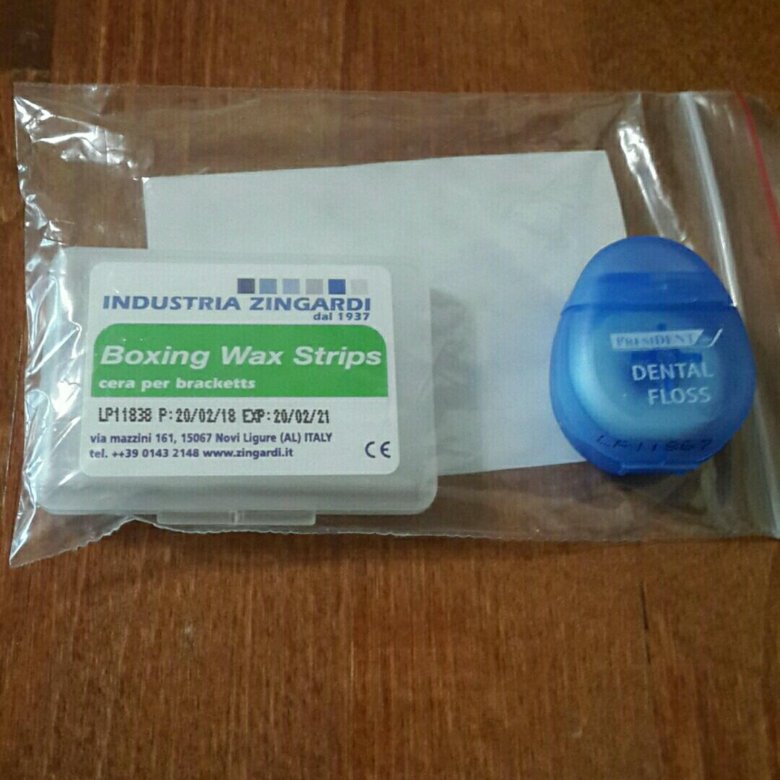 INDUSTRIA ZINGARDI
dal 1937
Boxing Wax Strips
cera per bracketts
LP11838 P:20/02/18 EXP:20/02/21
via mazzini 161, 15067 Novi Ligure (AL) ITALY
tel. ++39 0143 2148 www.zingardi.it
CE
PRESIDENT
DENTAL
FLOSS